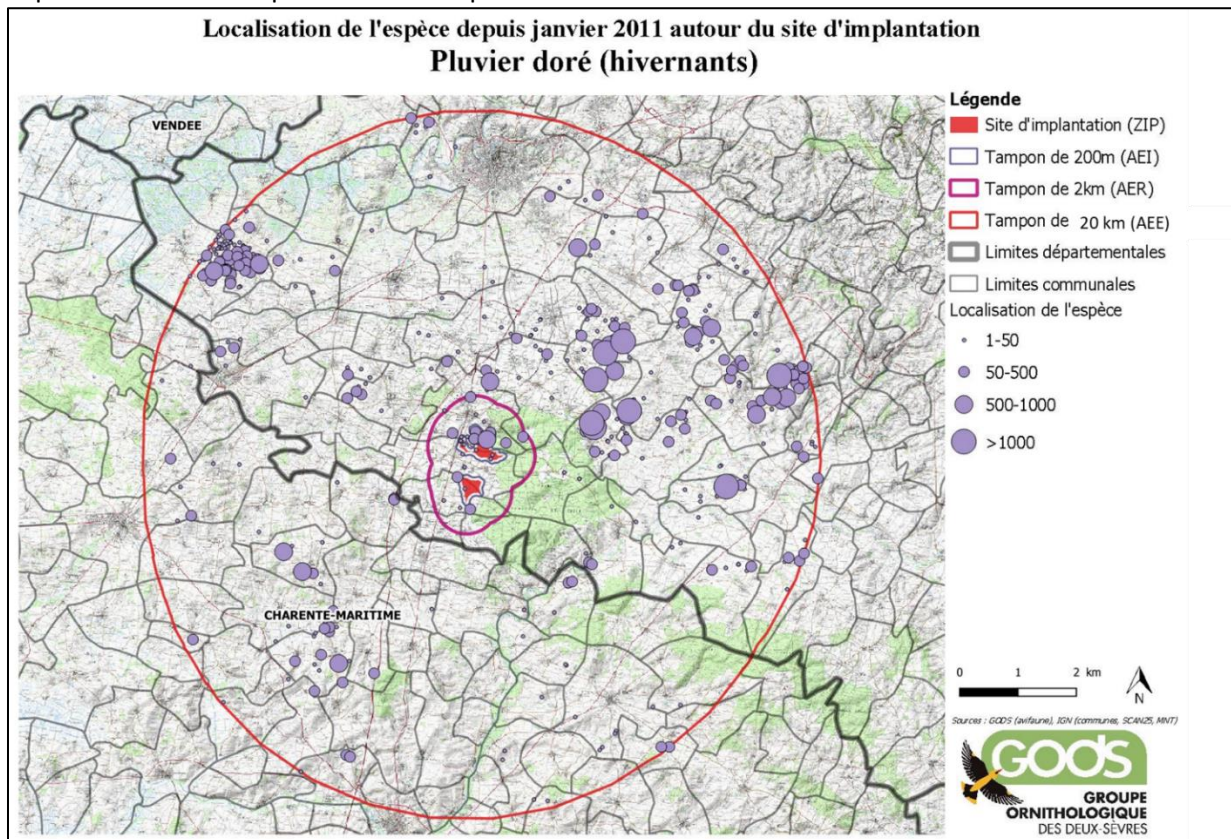 Localisation de l'espèce depuis janvier 2011 autour du site d'implantation
Pluvier doré (hivernants)
VENDEE
CHARENTE-MARITIME
Légende
Site d'implantation (ZIP)
Tampon de 200m (AEI)
Tampon de 2km (AER)
Tampon de 20 km (AEE)
Limites départementales
Limites communales
Localisation de l'espèce
1-50
50-500
500-1000
>1000
0 1 2 km
N
Sources : GODS (avifaune), IGN (communes, SCAN25, MNT)
GODS
GROUPE
ORNITHOLOGIQUE
DES DEUX-SÈVRES